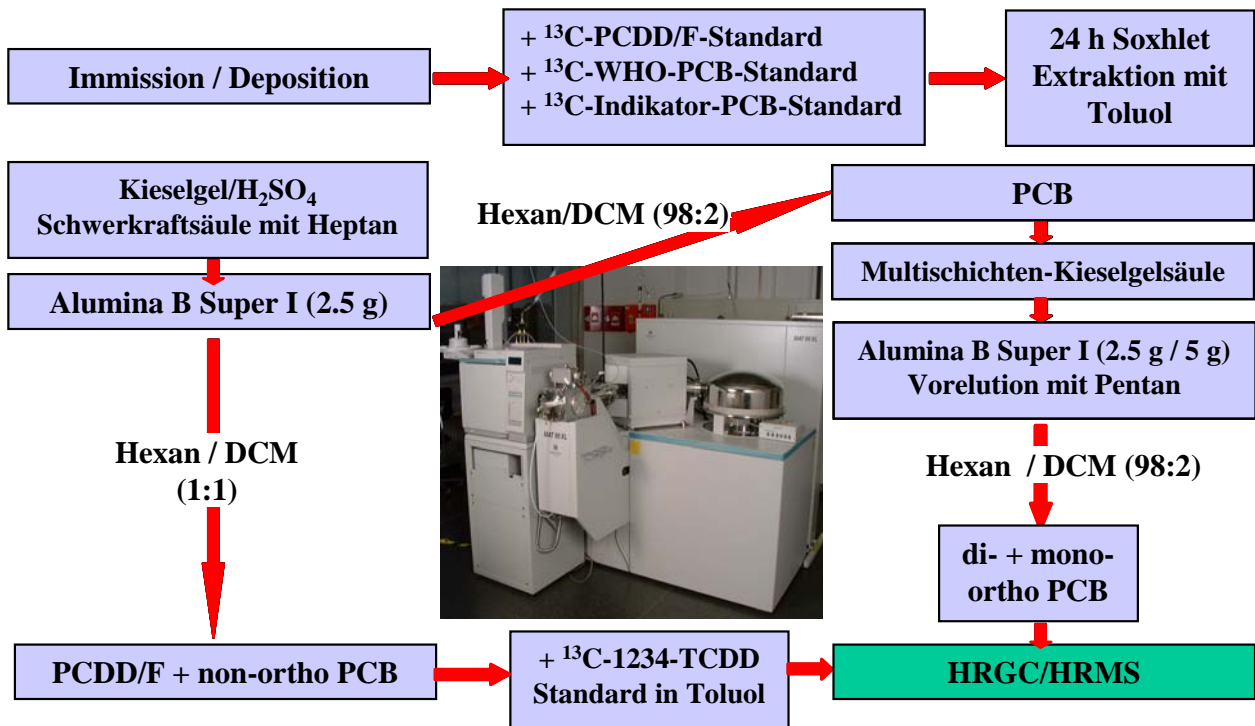 Immission / Deposition
+ ¹³C-PCDD/F-Standard
+ ¹³C-WHO-PCB-Standard
+ ¹³C-Indikator-PCB-Standard
24 h Soxhlet
Extraktion mit
Toluol
Kieselgel/H₂SO₄
Schwerkraftsäule mit Heptan
Hexan/DCM (98:2)
PCB
Alumina B Super I (2.5 g)
Multischichten-Kieselgelsäule
Alumina B Super I (2.5 g / 5 g)
Vorelution mit Pentan
Hexan / DCM
(1:1)
Hexan / DCM (98:2)
di- + mono-
ortho PCB
PCDD/F + non-ortho PCB
+ ¹³C-1234-TCDD
Standard in Toluol
HRGC/HRMS